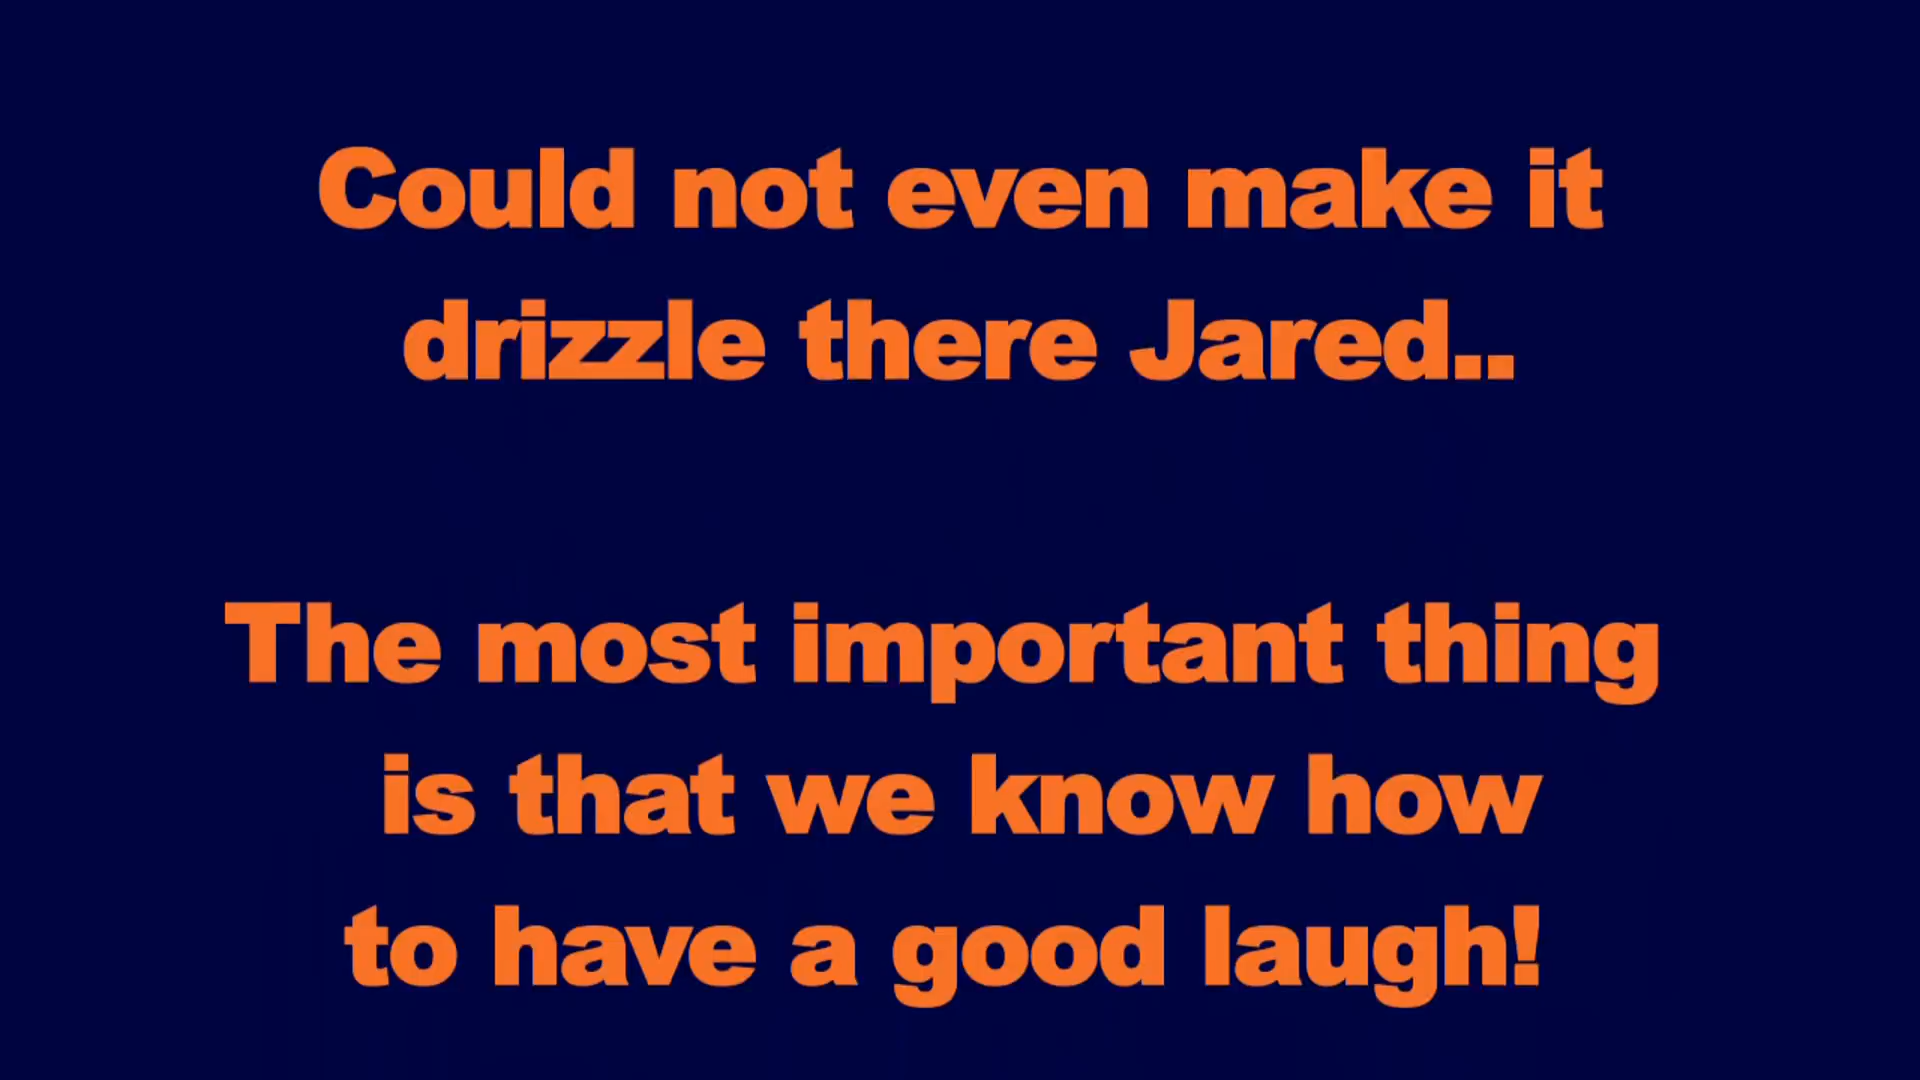 Could not even make it
drizzle there Jared..
The most important thing
is that we know how
to have a good laugh!